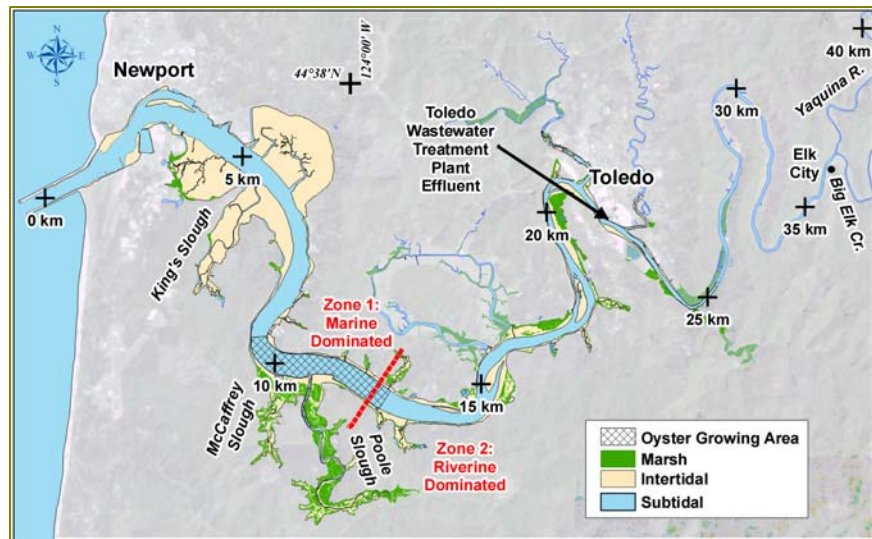 N
W
E
S
Newport
44°38'N
124°00' W
40 km
Yaquina R.
30 km
Toledo
Wastewater
Treatment
Plant
Effluent
Toledo
Elk
City
Big Elk Cr.
5 km
0 km
20 km
35 km
King's Slough
25 km
Zone 1:
Marine
Dominated
10 km
15 km
McCaffrey
Slough
Poole
Slough
Zone 2:
Riverine
Dominated
Oyster Growing Area
Marsh
Intertidal
Subtidal